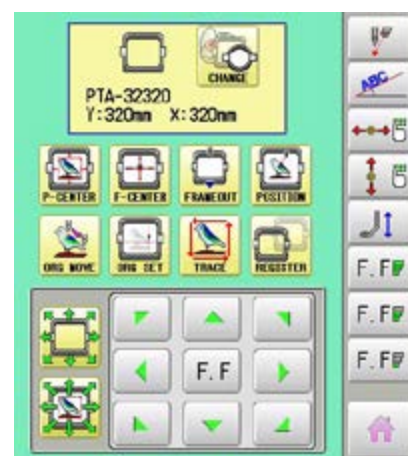 CHANGE
PTA-32320
Y:320mm X:320mm
P-CENTER F-CENTER FRAMEOUT POSITION
ORG MOVE ORG SET TRACE REGISTER
F.F
ABC
F.F
F.F
F.F